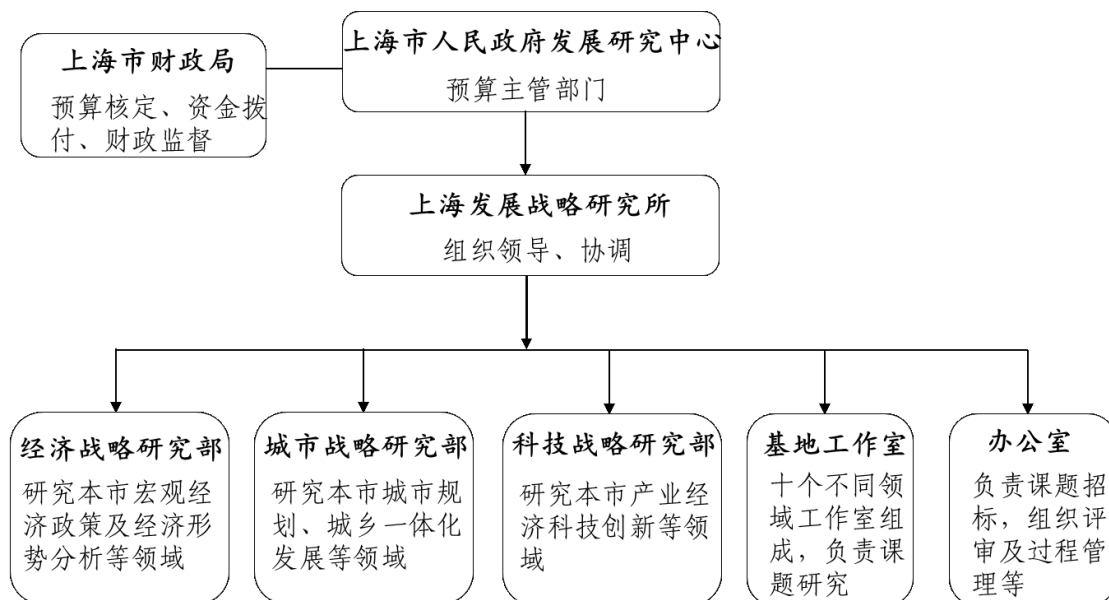 上海市财政局
预算核定、资金拨
付、财政监督
上海市人民政府发展研究中心
预算主管部门
上海发展战略研究所
组织领导、协调
经济战略研究部
研究本市宏观经
济政策及经济形
势分析等领域
城市战略研究部
研究本市城市规
划、城乡一体化
发展等领域
科技战略研究部
研究本市产业经
济科技创新等领
域
基地工作室
十个不同领
域工作室组
成，负责课
题研究
办公室
负责课题招
标，组织评
审及过程管
理等